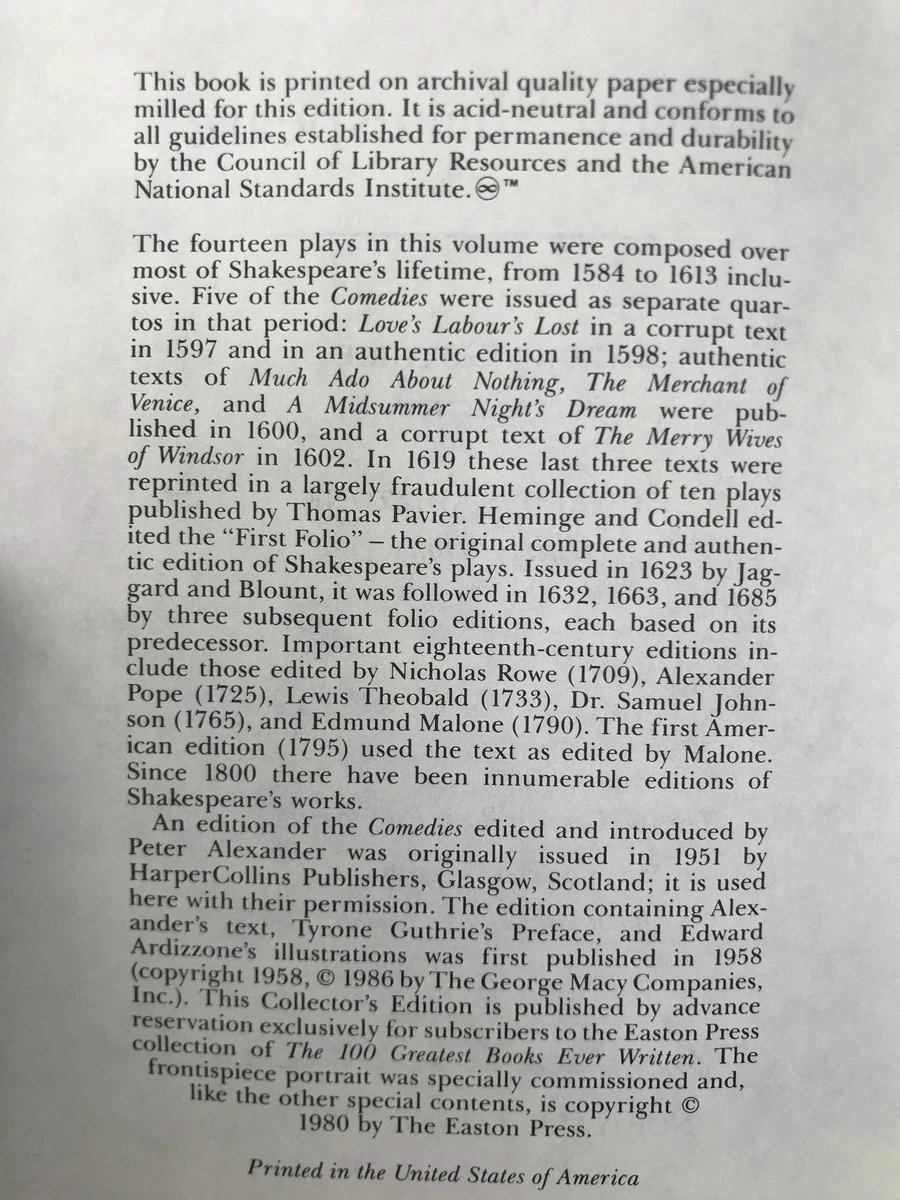 This book is printed on archival quality paper especially
milled for this edition. It is acid-neutral and conforms to
all guidelines established for permanence and durability
by the Council of Library Resources and the American
National Standards Institute.♾™
The fourteen plays in this volume were composed over
most of Shakespeare's lifetime, from 1584 to 1613 inclu-
sive. Five of the Comedies were issued as separate quar-
tos in that period: Love's Labour's Lost in a corrupt text
in 1597 and in an authentic edition in 1598; authentic
texts of Much Ado About Nothing, The Merchant of
Venice, and A Midsummer Night's Dream were pub-
lished in 1600, and a corrupt text of The Merry Wives
of Windsor in 1602. In 1619 these last three texts were
reprinted in a largely fraudulent collection of ten plays
published by Thomas Pavier. Heminge and Condell ed-
ited the “First Folio” – the original complete and authen-
tic edition of Shakespeare's plays. Issued in 1623 by Jag-
gard and Blount, it was followed in 1632, 1663, and 1685
by three subsequent folio editions, each based on its
predecessor. Important eighteenth-century editions in-
clude those edited by Nicholas Rowe (1709), Alexander
Pope (1725), Lewis Theobald (1733), Dr. Samuel John-
son (1765), and Edmund Malone (1790). The first Amer-
ican edition (1795) used the text as edited by Malone.
Since 1800 there have been innumerable editions of
Shakespeare's works.
An edition of the Comedies edited and introduced by
Peter Alexander was originally issued in 1951 by
HarperCollins Publishers, Glasgow, Scotland; it is used
here with their permission. The edition containing Alex-
ander's text, Tyrone Guthrie's Preface, and Edward
Ardizzone's illustrations was first published in 1958
(copyright 1958, © 1986 by The George Macy Companies,
Inc.). This Collector's Edition is published by advance
reservation exclusively for subscribers to the Easton Press
collection of The 100 Greatest Books Ever Written. The
frontispiece portrait was specially commissioned and,
like the other special contents, is copyright ©
1980 by The Easton Press.
Printed in the United States of America